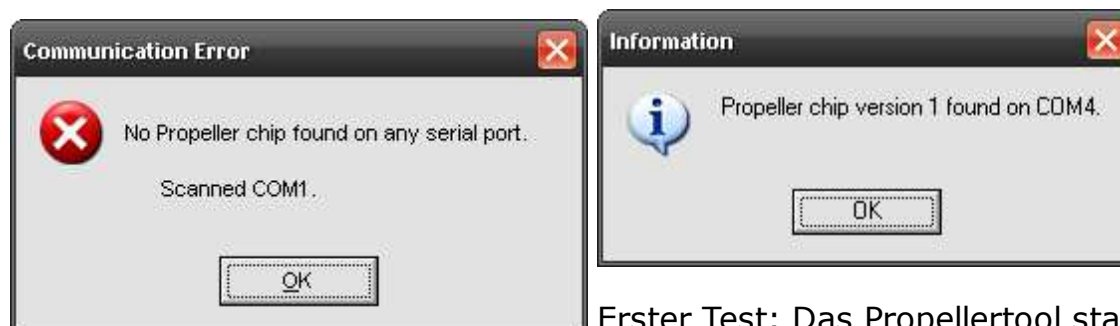 Communication Error
No Propeller chip found on any serial port.
Scanned COM1.
OK
Information
Propeller chip version 1 found on COM4.
OK
Erster Test: Das Propellertool sta